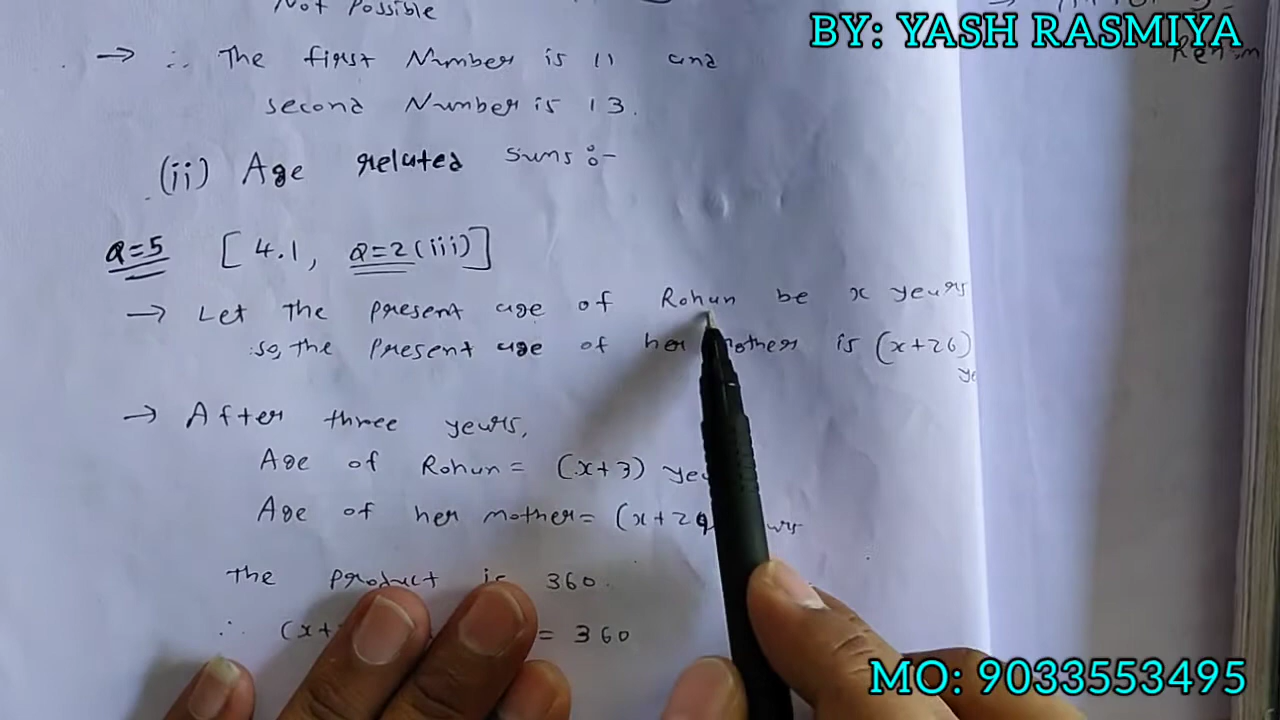 Not Possible
BY: YASH RASMIYA
→ ∴ The first Number is 11 and
second Number is 13.
(ii) Age related sums :-
Q=5 [4.1, Q=2(iii)]
→ Let the present age of Rohan be x years
so, the present age of her mother is (x+26)
→ After three years,
Age of Rohan = (x+3)
Age of her mother = (x+29
The product is 360.
∴ (x+ = 360
MO: 9033553495